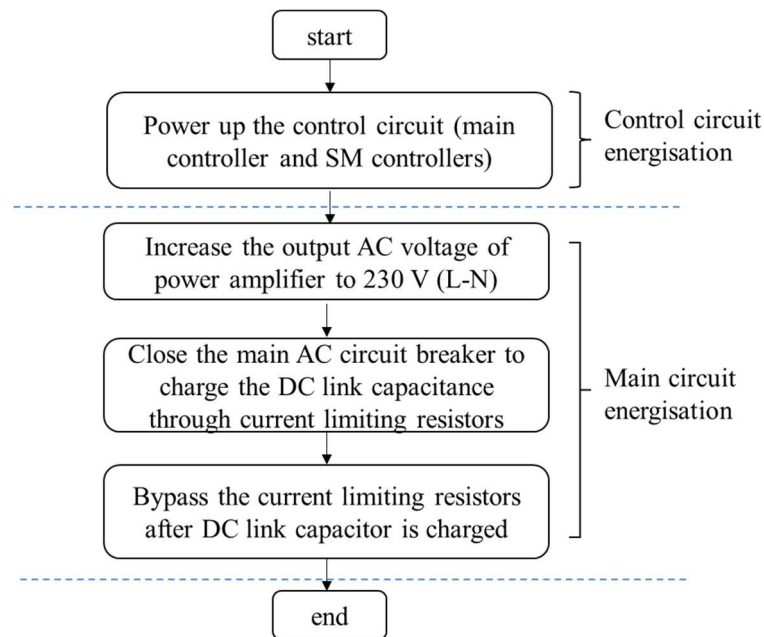 start
Power up the control circuit (main
controller and SM controllers)
Control circuit
energisation
Increase the output AC voltage of
power amplifier to 230 V (L-N)
Close the main AC circuit breaker to
charge the DC link capacitance
through current limiting resistors
Main circuit
energisation
Bypass the current limiting resistors
after DC link capacitor is charged
end